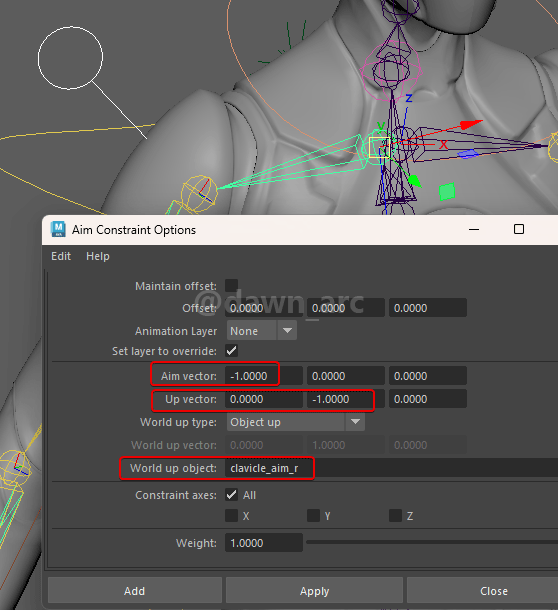 Z
Y
X
Aim Constraint Options
Edit Help
Maintain offset:
@dawn_arc
Offset: 0.0000 0.0000 0.0000
Animation Layer None
Set layer to override:
Aim vector: -1.0000 0.0000 0.0000
Up vector: 0.0000 -1.0000 0.0000
World up type: Object up
World up vector: 0.0000 1.0000 0.0000
World up object: clavicle_aim_r
Constraint axes: All
X Y Z
Weight: 1.0000
Add Apply Close